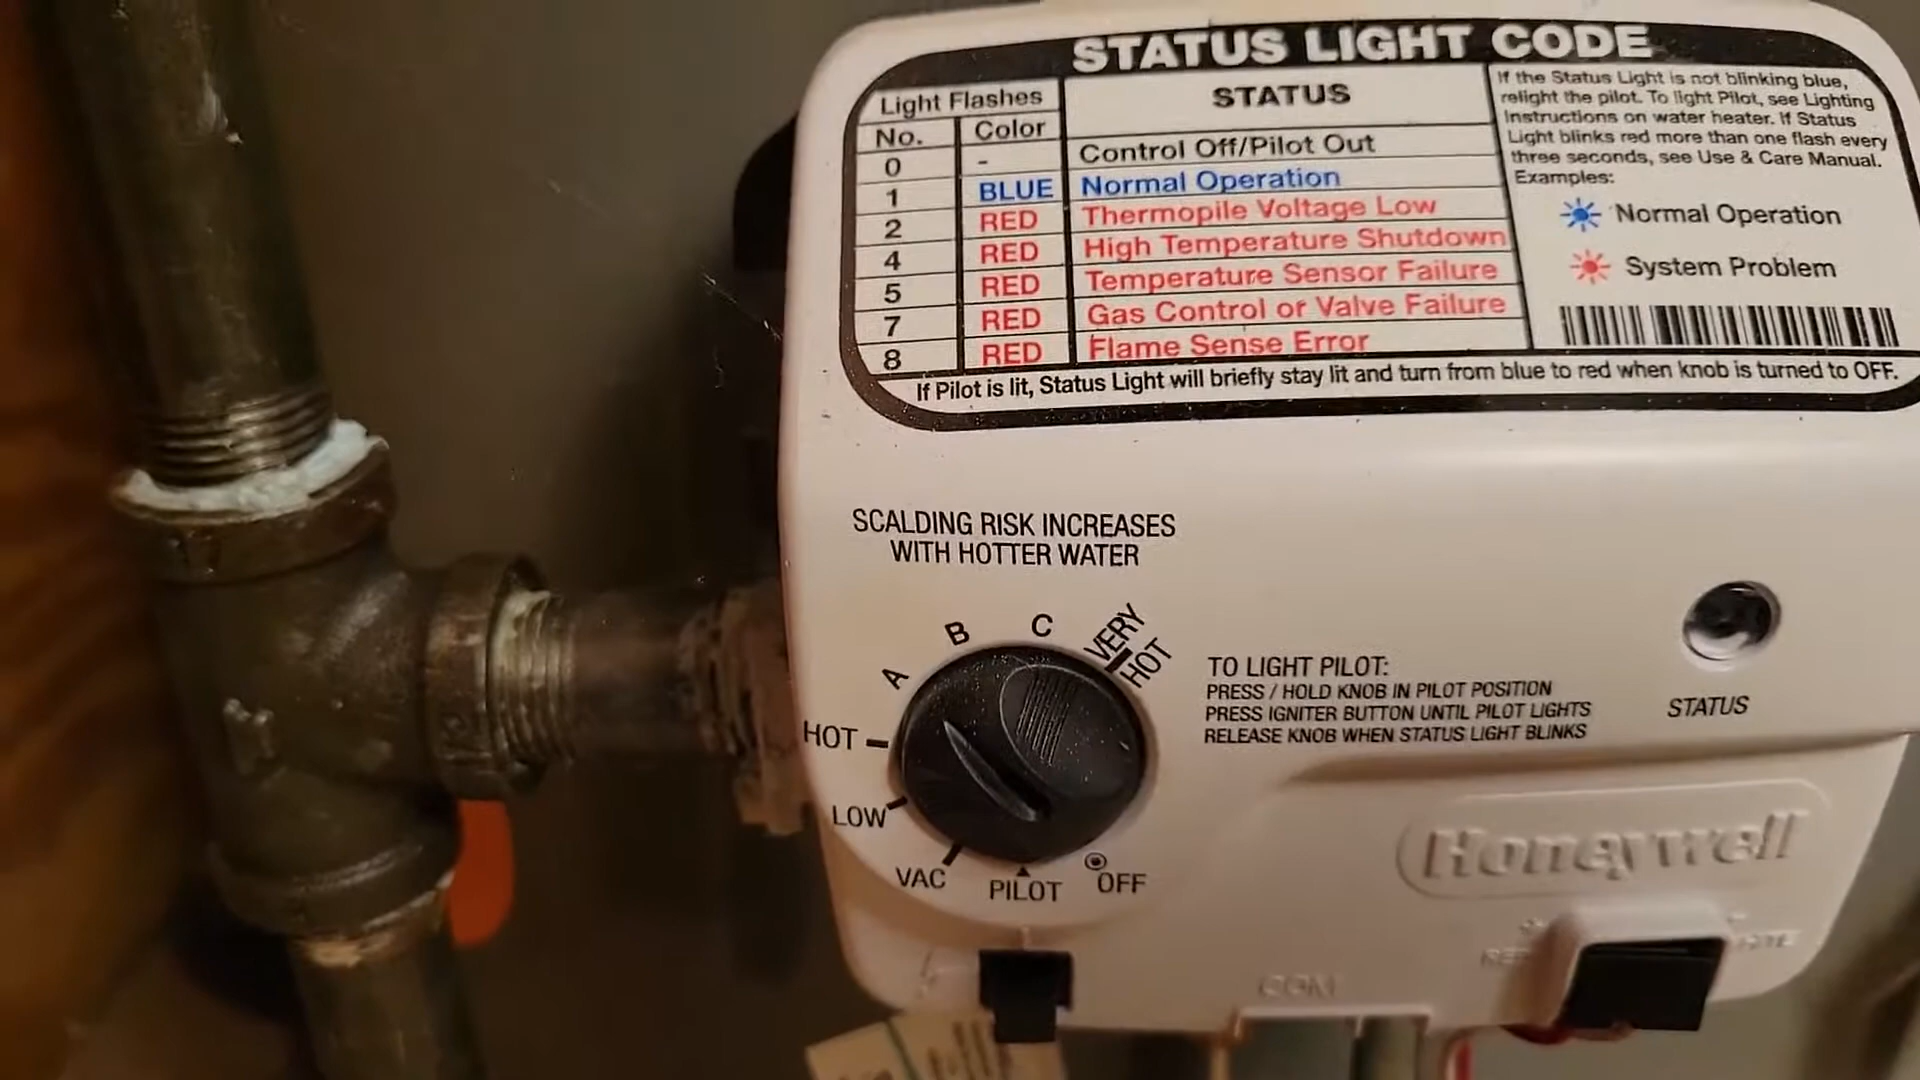 STATUS LIGHT CODE
Light Flashes
STATUS
No.
Color
0
-
Control Off/Pilot Out
1
BLUE
Normal Operation
2
RED
Thermopile Voltage Low
4
RED
High Temperature Shutdown
5
RED
Temperature Sensor Failure
7
RED
Gas Control or Valve Failure
8
RED
Flame Sense Error
If the Status Light is not blinking blue,
relight the pilot. To light Pilot, see Lighting
Instructions on water heater. If Status
Light blinks red more than one flash every
three seconds, see Use & Care Manual.
Examples:
Normal Operation
System Problem
If Pilot is lit, Status Light will briefly stay lit and turn from blue to red when knob is turned to OFF.
SCALDING RISK INCREASES
WITH HOTTER WATER
VERY
HOT
C
B
A
HOT
LOW
VAC
PILOT
OFF
TO LIGHT PILOT:
PRESS / HOLD KNOB IN PILOT POSITION
PRESS IGNITER BUTTON UNTIL PILOT LIGHTS
RELEASE KNOB WHEN STATUS LIGHT BLINKS
STATUS
Honeywell
COM